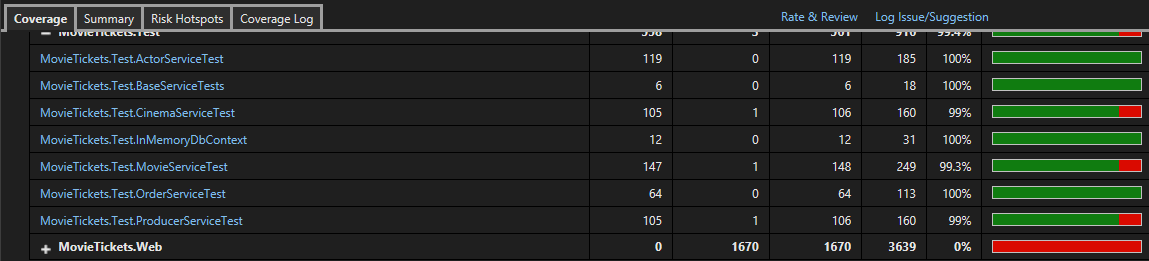 Coverage Summary Risk Hotspots Coverage Log Rate & Review Log Issue/Suggestion
MovieTickets.Test 558 3 561 916 99.4%
MovieTickets.Test.ActorServiceTest 119 0 119 185 100%
MovieTickets.Test.BaseServiceTests 6 0 6 18 100%
MovieTickets.Test.CinemaServiceTest 105 1 106 160 99%
MovieTickets.Test.InMemoryDbContext 12 0 12 31 100%
MovieTickets.Test.MovieServiceTest 147 1 148 249 99.3%
MovieTickets.Test.OrderServiceTest 64 0 64 113 100%
MovieTickets.Test.ProducerServiceTest 105 1 106 160 99%
MovieTickets.Web 0 1670 1670 3639 0%